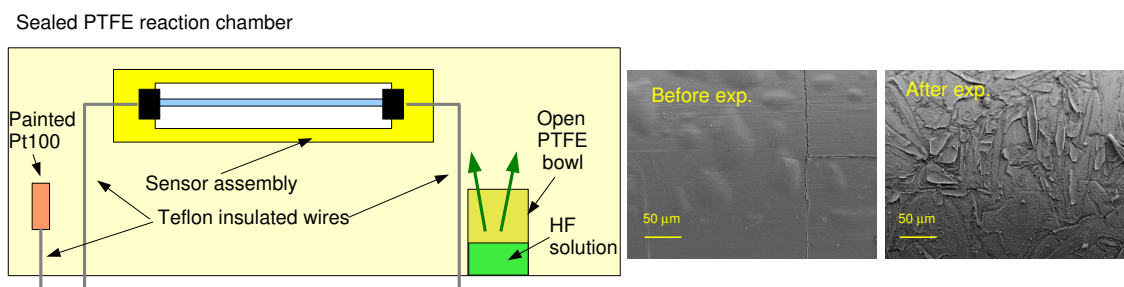 Sealed PTFE reaction chamber
Painted
Pt100
Sensor assembly
Teflon insulated wires
Open
PTFE
bowl
HF
solution
Before exp.
50 μm
After exp.
50 μm